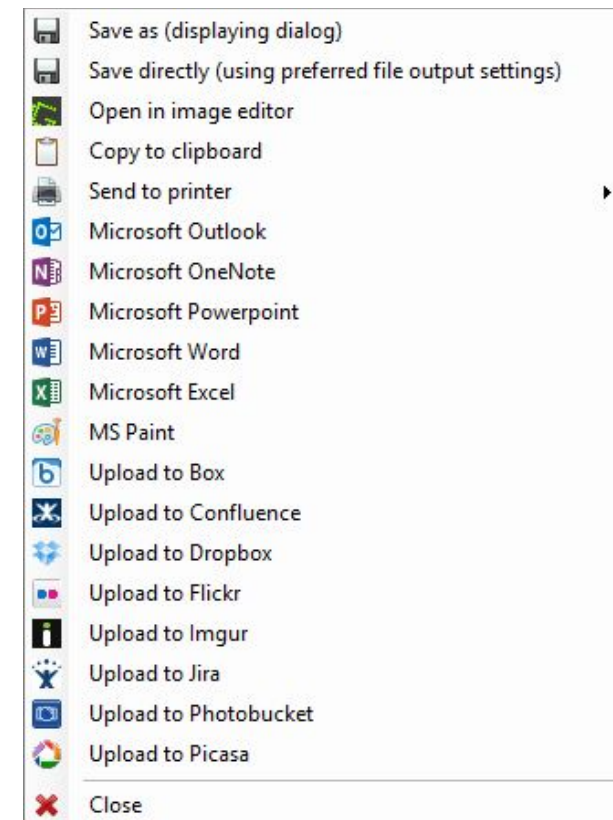 Save as (displaying dialog)
Save directly (using preferred file output settings)
Open in image editor
Copy to clipboard
Send to printer
Microsoft Outlook
Microsoft OneNote
Microsoft Powerpoint
Microsoft Word
Microsoft Excel
MS Paint
Upload to Box
Upload to Confluence
Upload to Dropbox
Upload to Flickr
Upload to Imgur
Upload to Jira
Upload to Photobucket
Upload to Picasa
Close